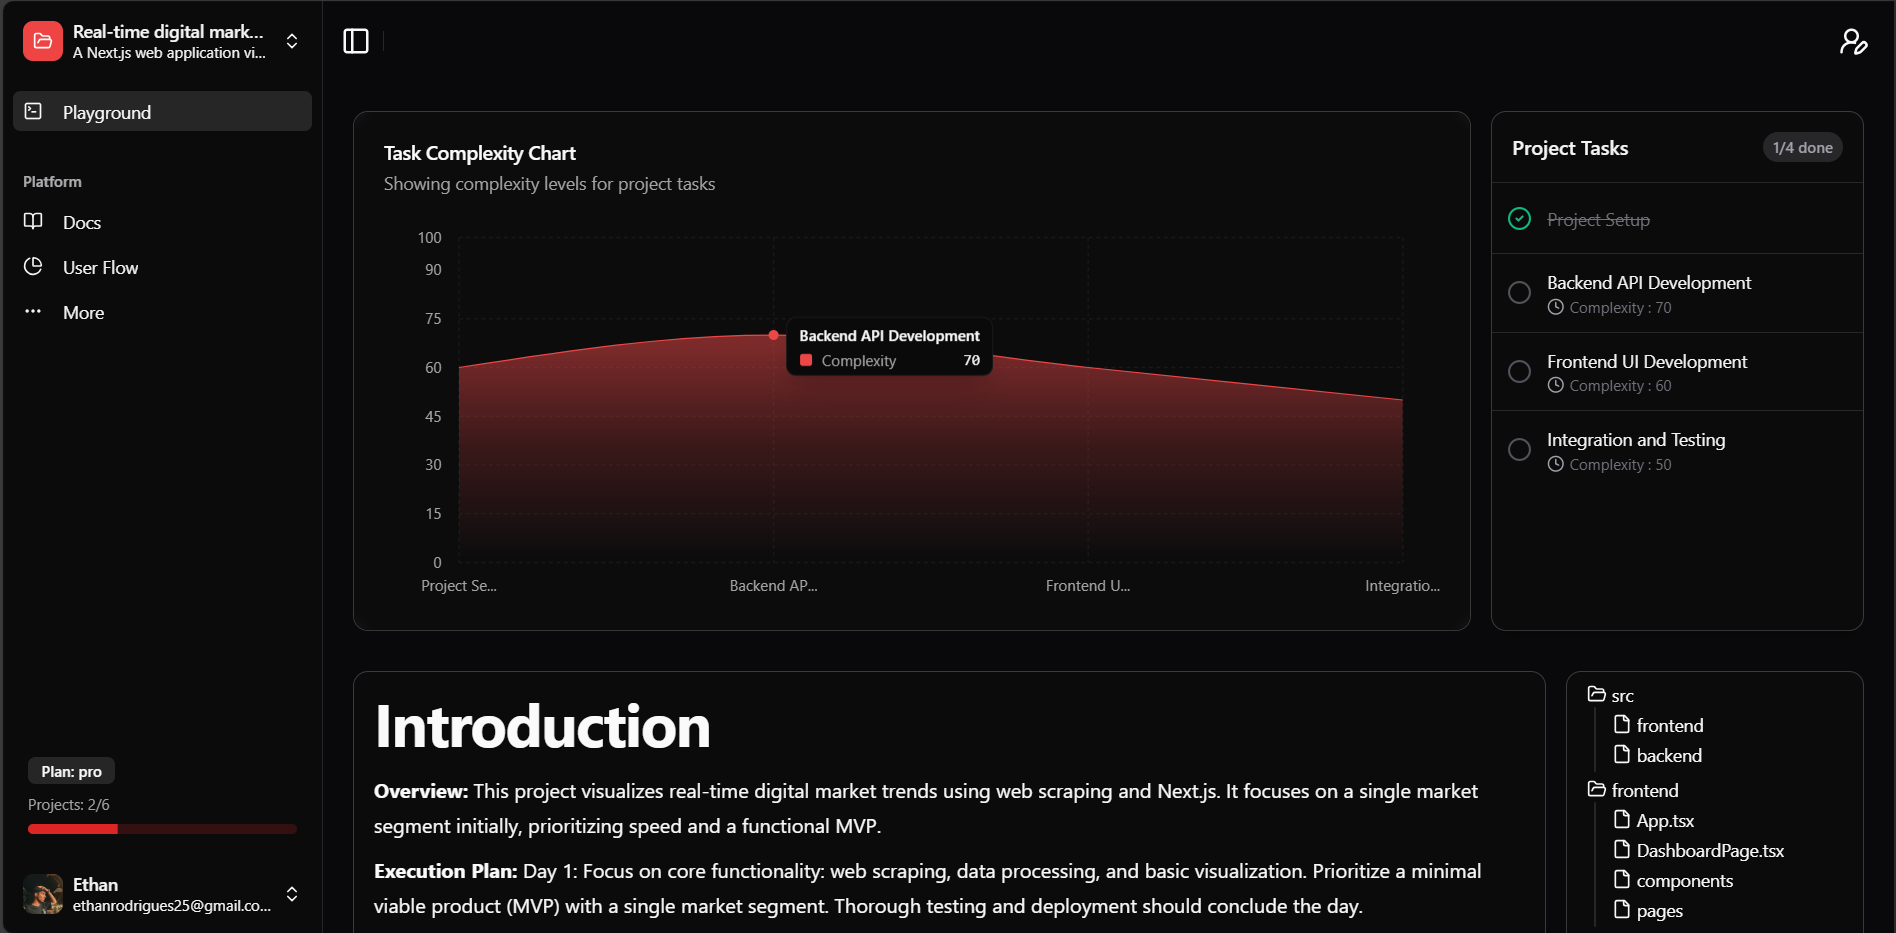 Real-time digital mark...
A Next.js web application vi...
Playground
Platform
Docs
User Flow
More
Plan: pro
Projects: 2/6
Ethan
ethanrodrigues25@gmail.co...
Task Complexity Chart
Showing complexity levels for project tasks
100
90
75
60
45
30
15
0
Backend API Development
Complexity 70
Project Se...
Backend AP...
Frontend U...
Integratio...
Project Tasks
1/4 done
Project Setup
Backend API Development
Complexity : 70
Frontend UI Development
Complexity : 60
Integration and Testing
Complexity : 50
Introduction
Overview: This project visualizes real-time digital market trends using web scraping and Next.js. It focuses on a single market
segment initially, prioritizing speed and a functional MVP.
Execution Plan: Day 1: Focus on core functionality: web scraping, data processing, and basic visualization. Prioritize a minimal
viable product (MVP) with a single market segment. Thorough testing and deployment should conclude the day.
src
frontend
backend
frontend
App.tsx
DashboardPage.tsx
components
pages